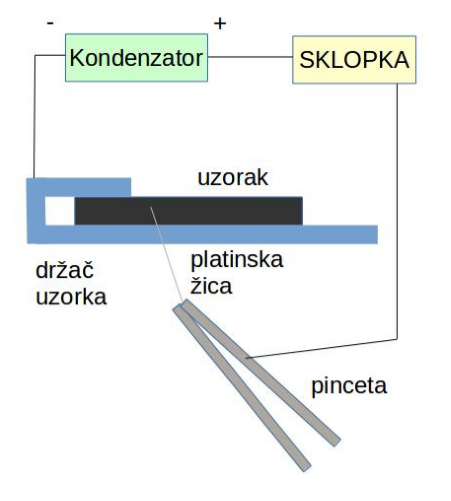 - +
Kondenzator
SKLOPKA
uzorak
držač
uzorka
platinska
žica
pinceta